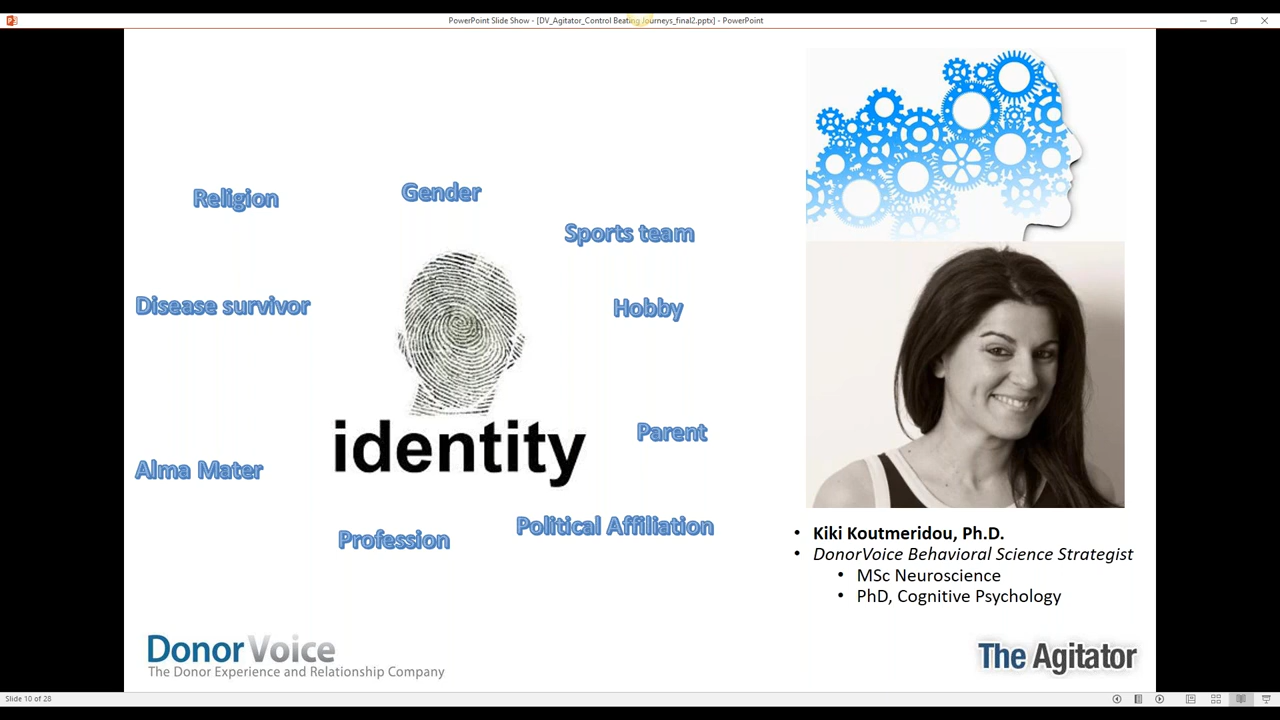 PowerPoint Slide Show - [DV_Agitator_Control Beating Journeys_final2.pptx] - PowerPoint
Religion
Gender
Sports team
Disease survivor
Hobby
identity
Parent
Alma Mater
Profession
Political Affiliation
• Kiki Koutmeridou, Ph.D.
• DonorVoice Behavioral Science Strategist
• MSc Neuroscience
• PhD, Cognitive Psychology
DonorVoice
The Donor Experience and Relationship Company
The Agitator
Slide 10 of 28